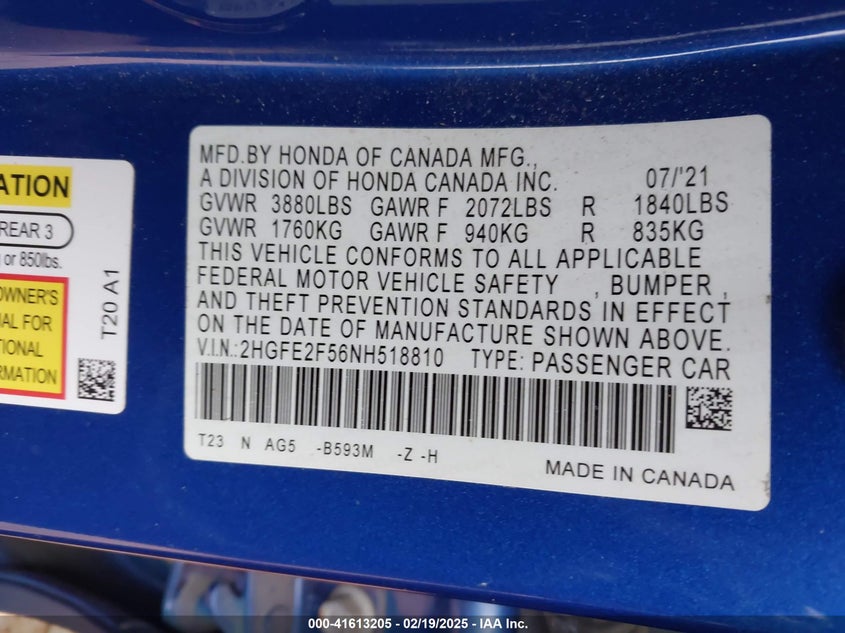 ATION
REAR 3
or 850lbs.
OWNER'S
AL FOR
TIONAL
RMATION
T20 A1
MFD.BY HONDA OF CANADA MFG.,
A DIVISION OF HONDA CANADA INC. 07/'21
GVWR 3880LBS GAWR F 2072LBS R 1840LBS
GVWR 1760KG GAWR F 940KG R 835KG
THIS VEHICLE CONFORMS TO ALL APPLICABLE
FEDERAL MOTOR VEHICLE SAFETY , BUMPER ,
AND THEFT PREVENTION STANDARDS IN EFFECT
ON THE DATE OF MANUFACTURE SHOWN ABOVE.
V.I.N.:2HGFE2F56NH518810 TYPE: PASSENGER CAR
T23 N AG5 -B593M -Z -H
MADE IN CANADA
000-41613205 - 02/19/2025 - IAA Inc.